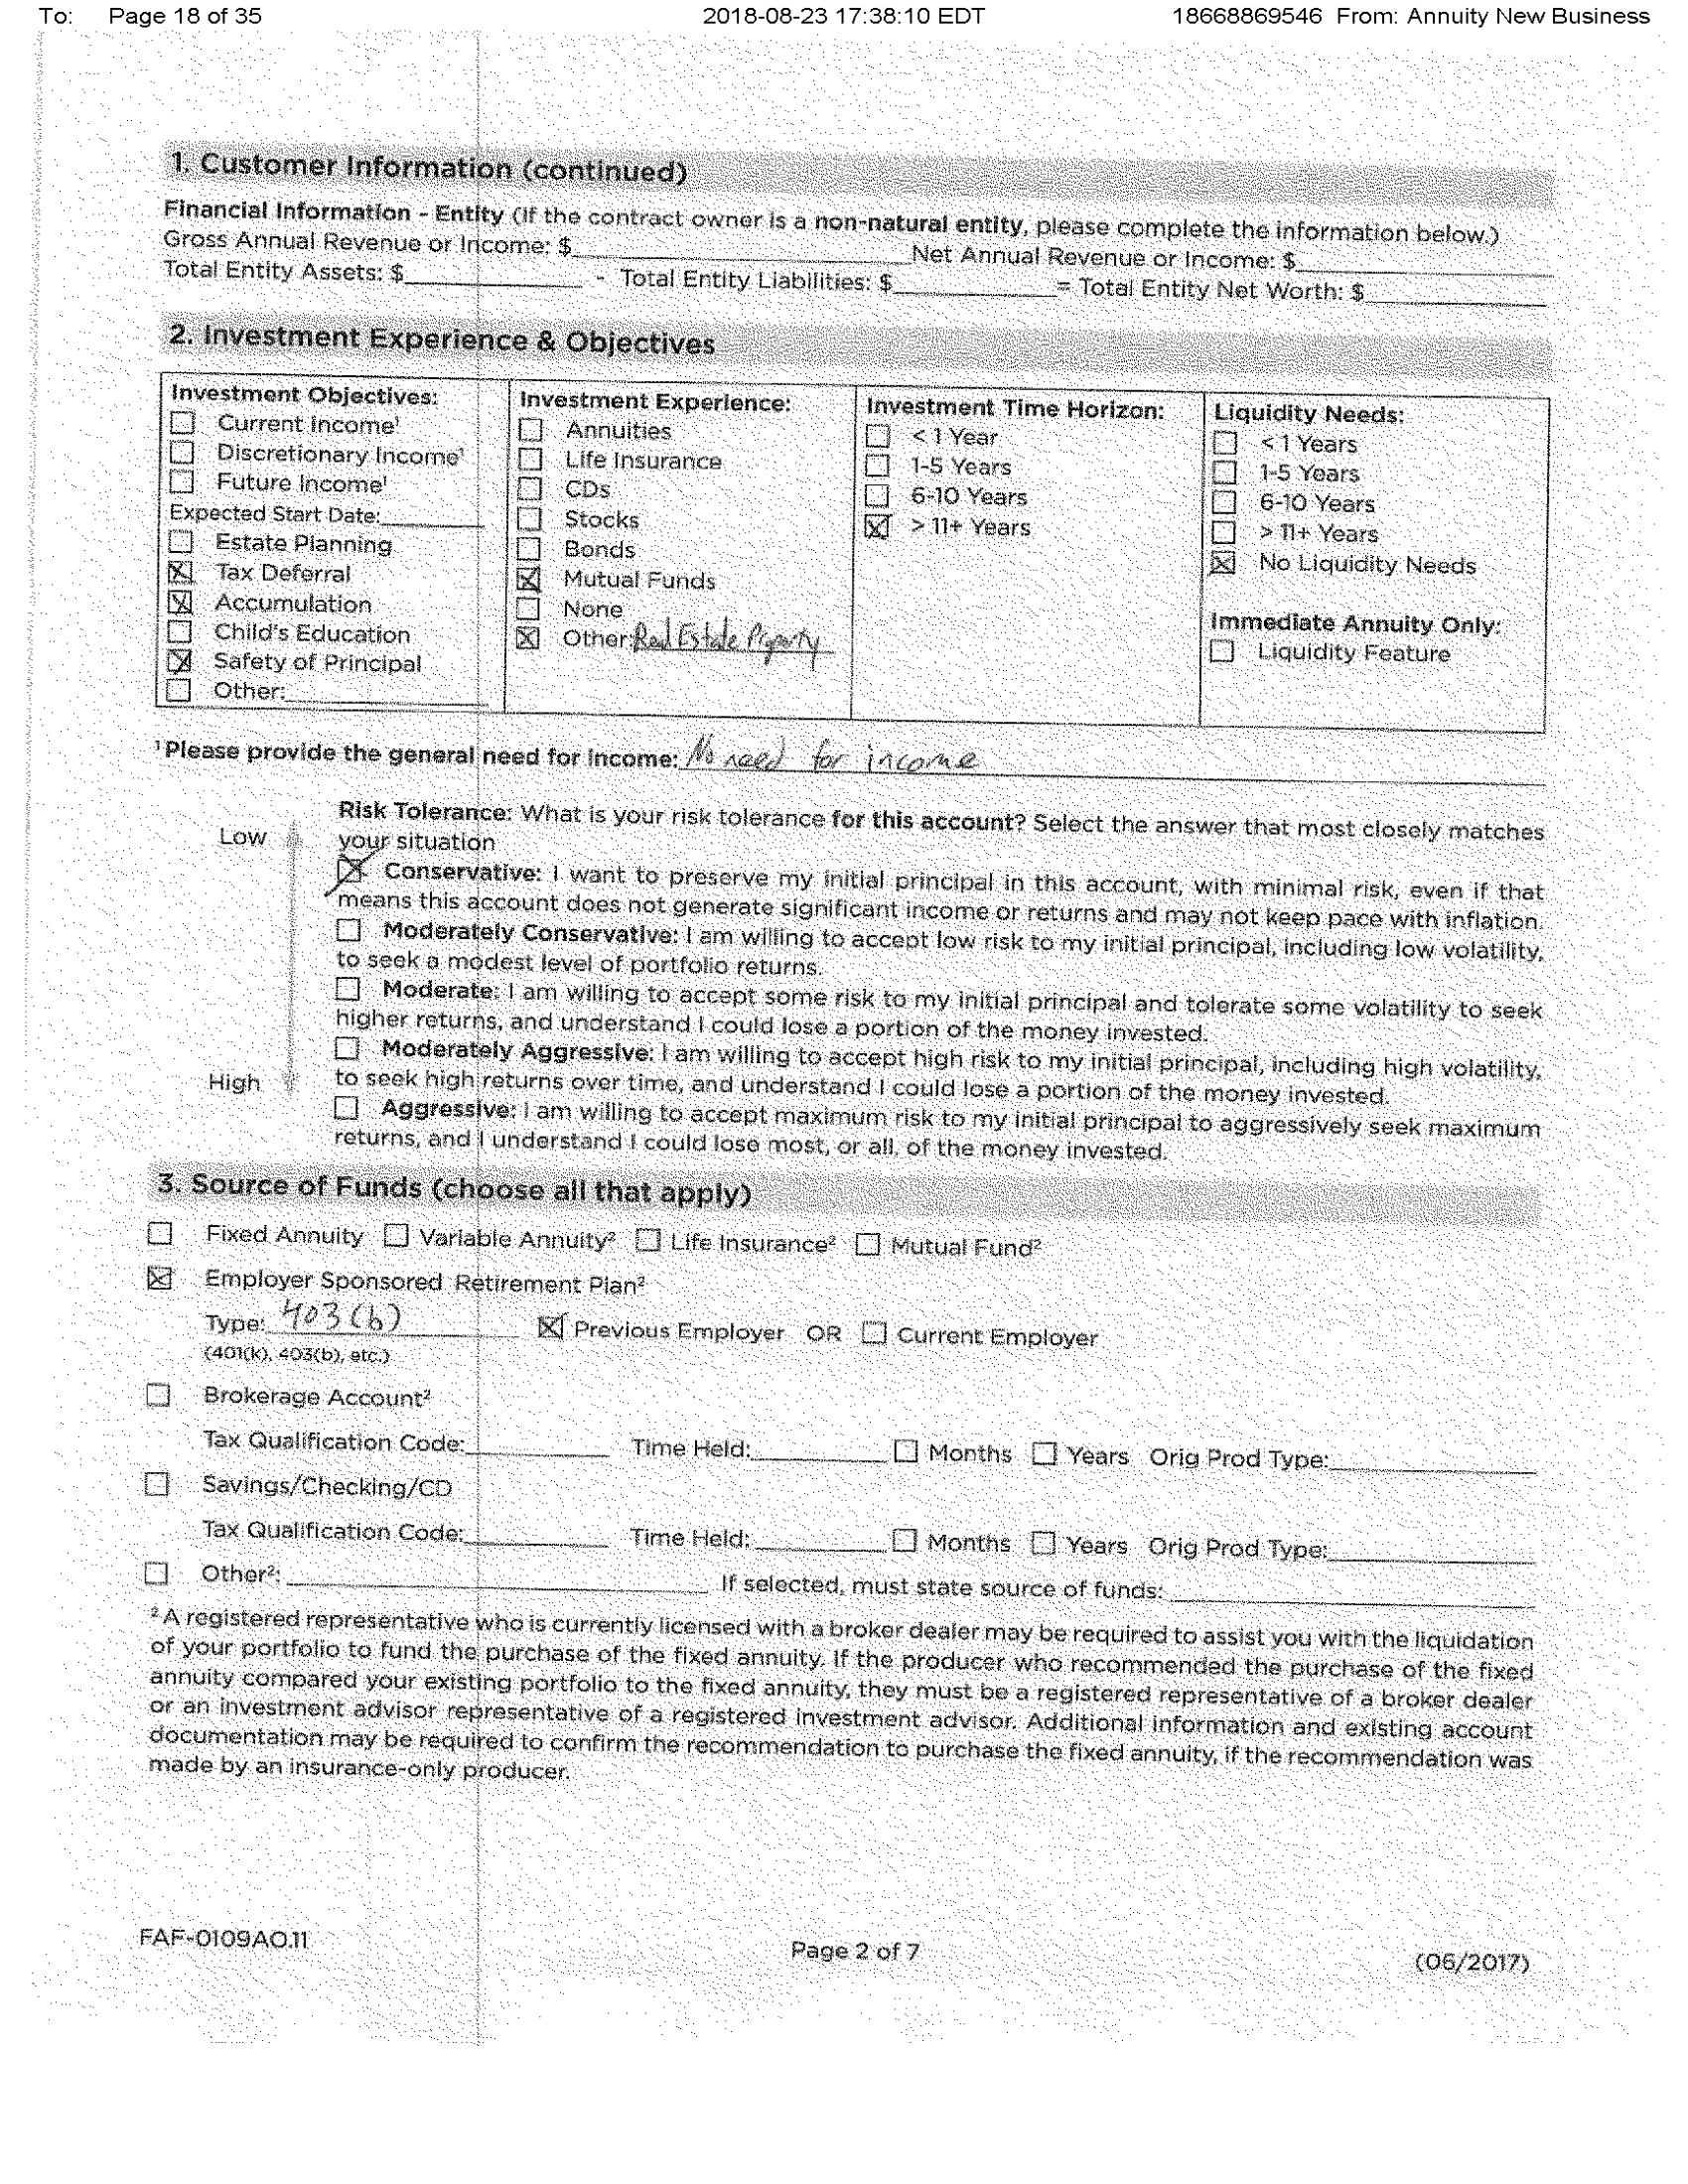 To: Page 18 of 35 2018-08-23 17:38:10 EDT 18668869546 From: Annuity New Business
1. Customer Information (continued)
Financial Information - Entity (If the contract owner is a non-natural entity, please complete the information below.)
Gross Annual Revenue or Income: $ Net Annual Revenue or Income: $
Total Entity Assets: $ - Total Entity Liabilities: $ = Total Entity Net Worth: $
2. Investment Experience & Objectives
Investment Objectives:
☐ Current Income¹
☐ Discretionary Income¹
☐ Future Income¹
Expected Start Date:
☐ Estate Planning
☒ Tax Deferral
☒ Accumulation
☐ Child's Education
☒ Safety of Principal
☐ Other:
Investment Experience:
☐ Annuities
☐ Life Insurance
☐ CDs
☐ Stocks
☐ Bonds
☒ Mutual Funds
☐ None
☒ Other: Real Estate Property
Investment Time Horizon:
☐ < 1 Year
☐ 1-5 Years
☐ 6-10 Years
☒ > 11+ Years
Liquidity Needs:
☐ < 1 Years
☐ 1-5 Years
☐ 6-10 Years
☐ > 11+ Years
☒ No Liquidity Needs
Immediate Annuity Only:
☐ Liquidity Feature
¹ Please provide the general need for income: No need for income
Low
High
Risk Tolerance: What is your risk tolerance for this account? Select the answer that most closely matches
your situation
☒ Conservative: I want to preserve my initial principal in this account, with minimal risk, even if that
means this account does not generate significant income or returns and may not keep pace with inflation.
☐ Moderately Conservative: I am willing to accept low risk to my initial principal, including low volatility,
to seek a modest level of portfolio returns.
☐ Moderate: I am willing to accept some risk to my initial principal and tolerate some volatility to seek
higher returns, and understand I could lose a portion of the money invested.
☐ Moderately Aggressive: I am willing to accept high risk to my initial principal, including high volatility,
to seek high returns over time, and understand I could lose a portion of the money invested.
☐ Aggressive: I am willing to accept maximum risk to my initial principal to aggressively seek maximum
returns, and I understand I could lose most, or all, of the money invested.
3. Source of Funds (choose all that apply)
☐ Fixed Annuity ☐ Variable Annuity² ☐ Life Insurance² ☐ Mutual Fund²
☒ Employer Sponsored Retirement Plan²
Type: 403(b) ☒ Previous Employer OR ☐ Current Employer
(401(k), 403(b), etc.)
☐ Brokerage Account²
Tax Qualification Code: Time Held: ☐ Months ☐ Years Orig Prod Type:
☐ Savings/Checking/CD
Tax Qualification Code: Time Held: ☐ Months ☐ Years Orig Prod Type:
☐ Other²: If selected, must state source of funds:
² A registered representative who is currently licensed with a broker dealer may be required to assist you with the liquidation
of your portfolio to fund the purchase of the fixed annuity. If the producer who recommended the purchase of the fixed
annuity compared your existing portfolio to the fixed annuity, they must be a registered representative of a broker dealer
or an investment advisor representative of a registered investment advisor. Additional information and existing account
documentation may be required to confirm the recommendation to purchase the fixed annuity, if the recommendation was
made by an insurance-only producer.
FAF-0109AO.11 Page 2 of 7 (06/2017)